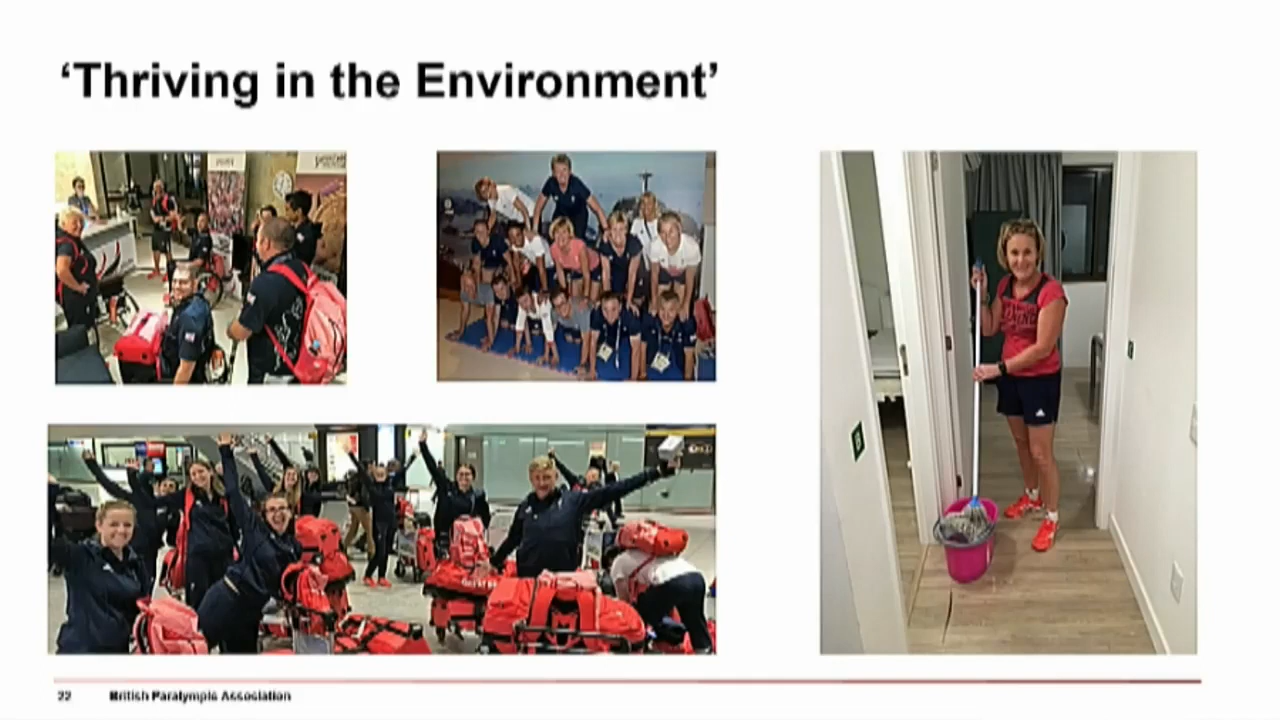 ‘Thriving in the Environment’
22 British Paralympic Association